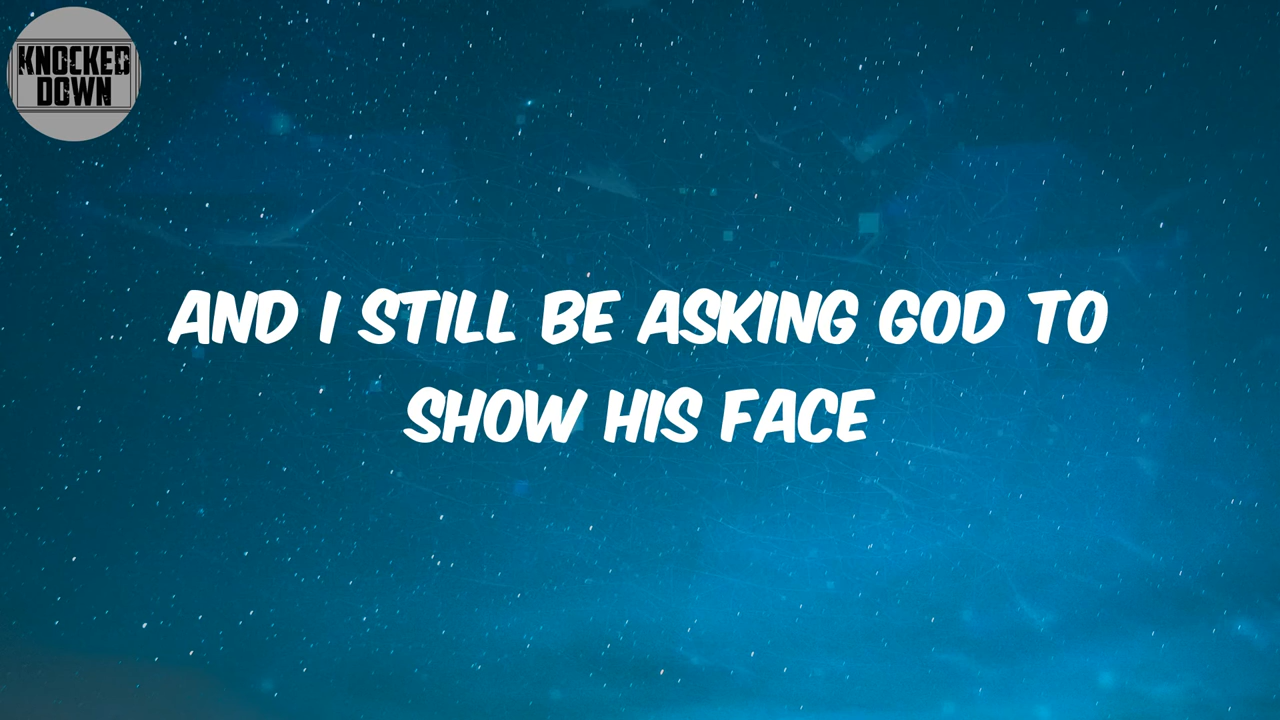 KNOCKED
DOWN
AND I STILL BE ASKING GOD TO
SHOW HIS FACE